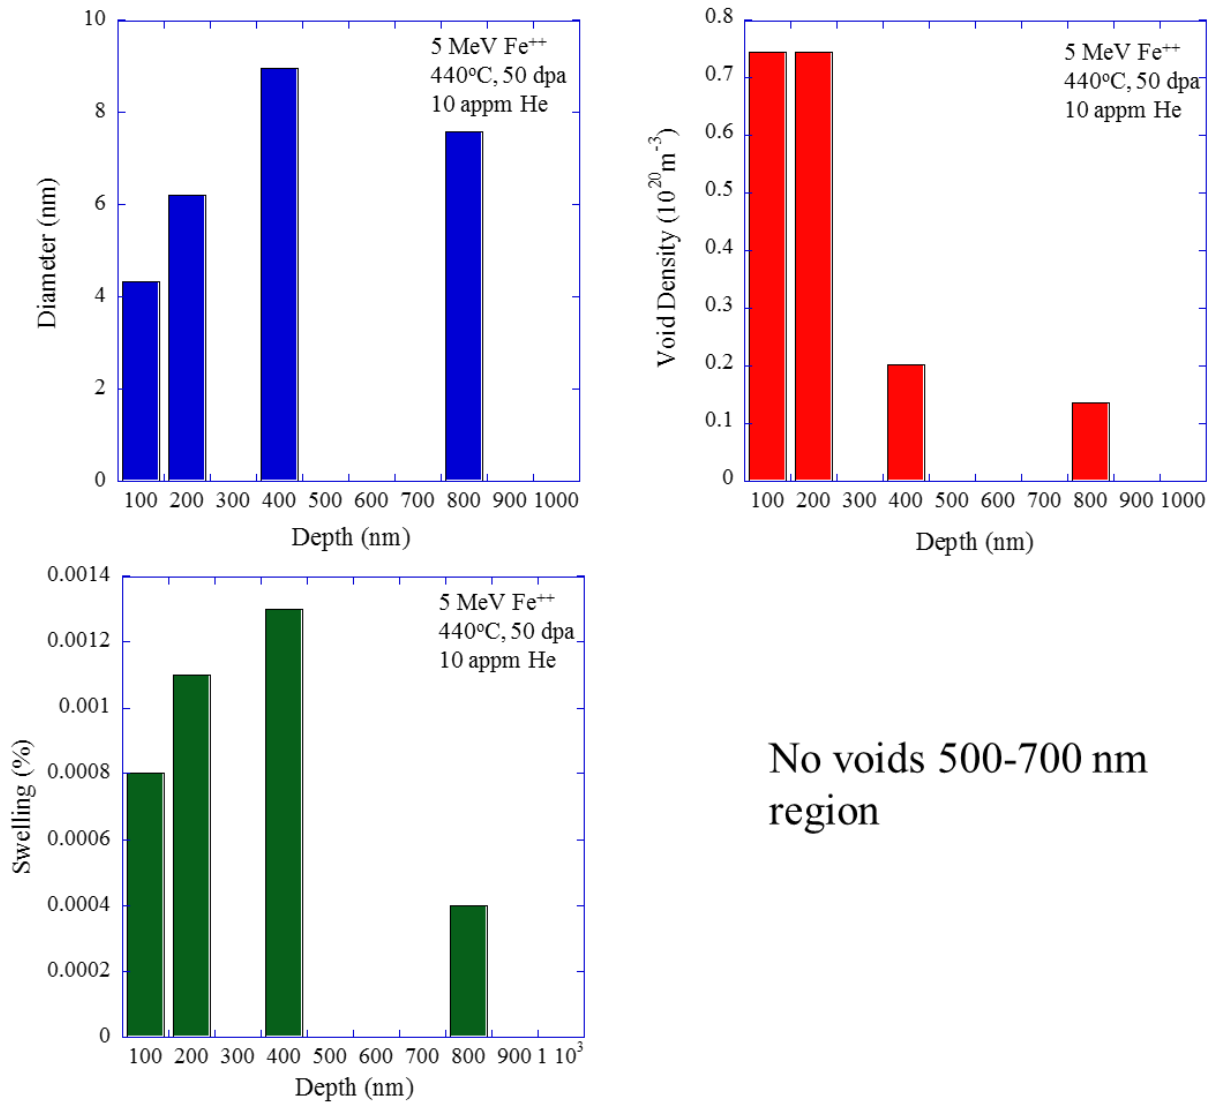 10
8
6
4
2
0
Diameter (nm)
5 MeV Fe⁺⁺
440°C, 50 dpa
10 appm He
100 200 300 400 500 600 700 800 900 1000
Depth (nm)
0.8
0.7
0.6
0.5
0.4
0.3
0.2
0.1
0
Void Density (10²⁰m⁻³)
5 MeV Fe⁺⁺
440°C, 50 dpa
10 appm He
100 200 300 400 500 600 700 800 900 1000
Depth (nm)
0.0014
0.0012
0.001
0.0008
0.0006
0.0004
0.0002
0
Swelling (%)
5 MeV Fe⁺⁺
440°C, 50 dpa
10 appm He
100 200 300 400 500 600 700 800 900 1 10³
Depth (nm)
No voids 500-700 nm
region